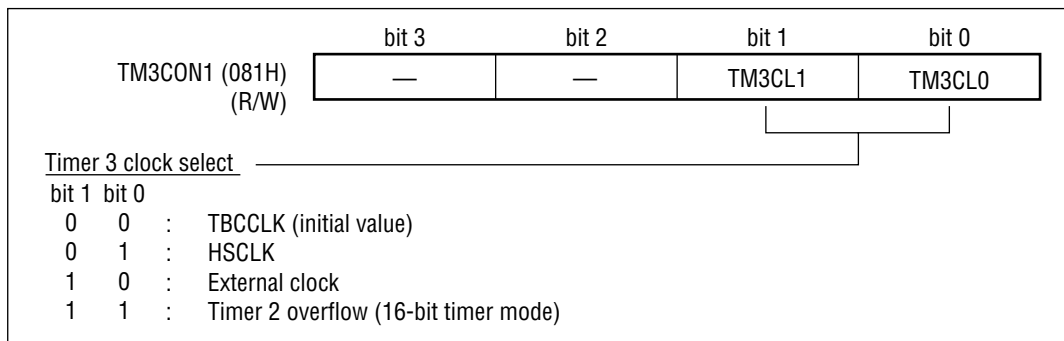 bit 3 bit 2 bit 1 bit 0
TM3CON1 (081H) — — TM3CL1 TM3CL0
(R/W)
Timer 3 clock select
bit 1 bit 0
0 0 : TBCCLK (initial value)
0 1 : HSCLK
1 0 : External clock
1 1 : Timer 2 overflow (16-bit timer mode)